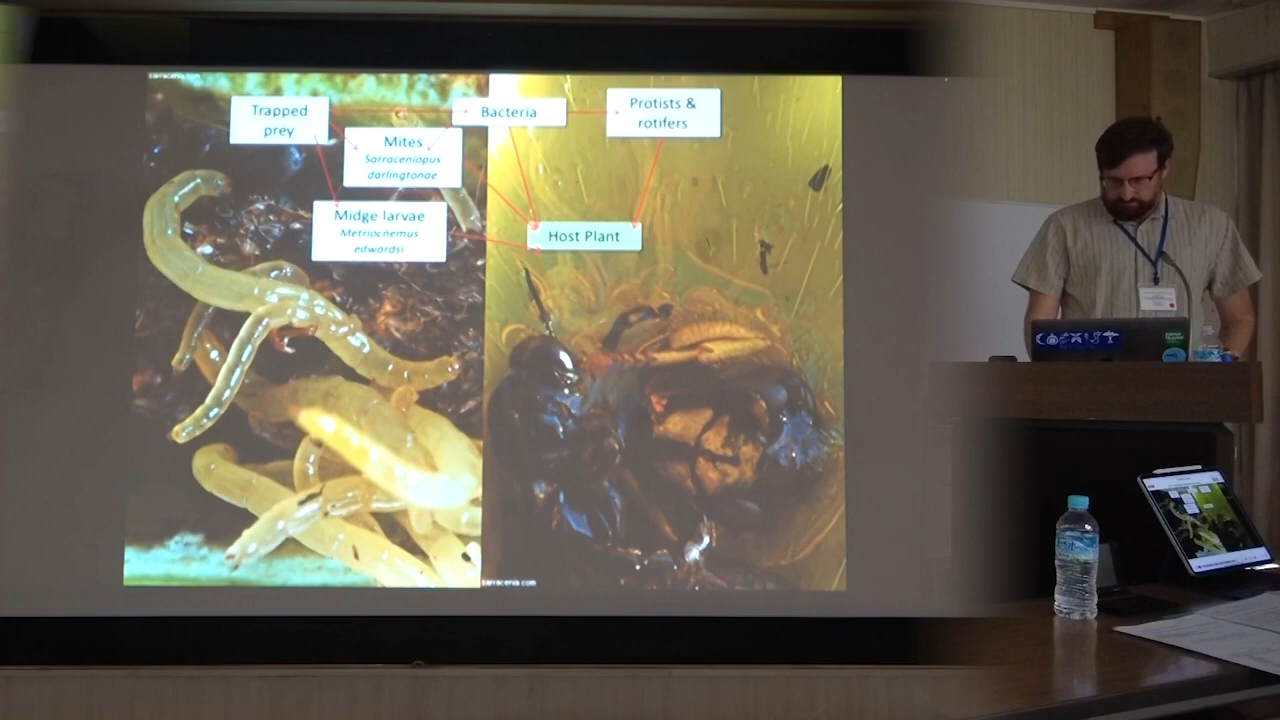 Trapped
prey
Bacteria
Protists &
rotifers
Mites
Sarraceniopus
darlingtonae
Midge larvae
Metriocnemus
edwardsi
Host Plant
sarracenia.com
sarracenia.com